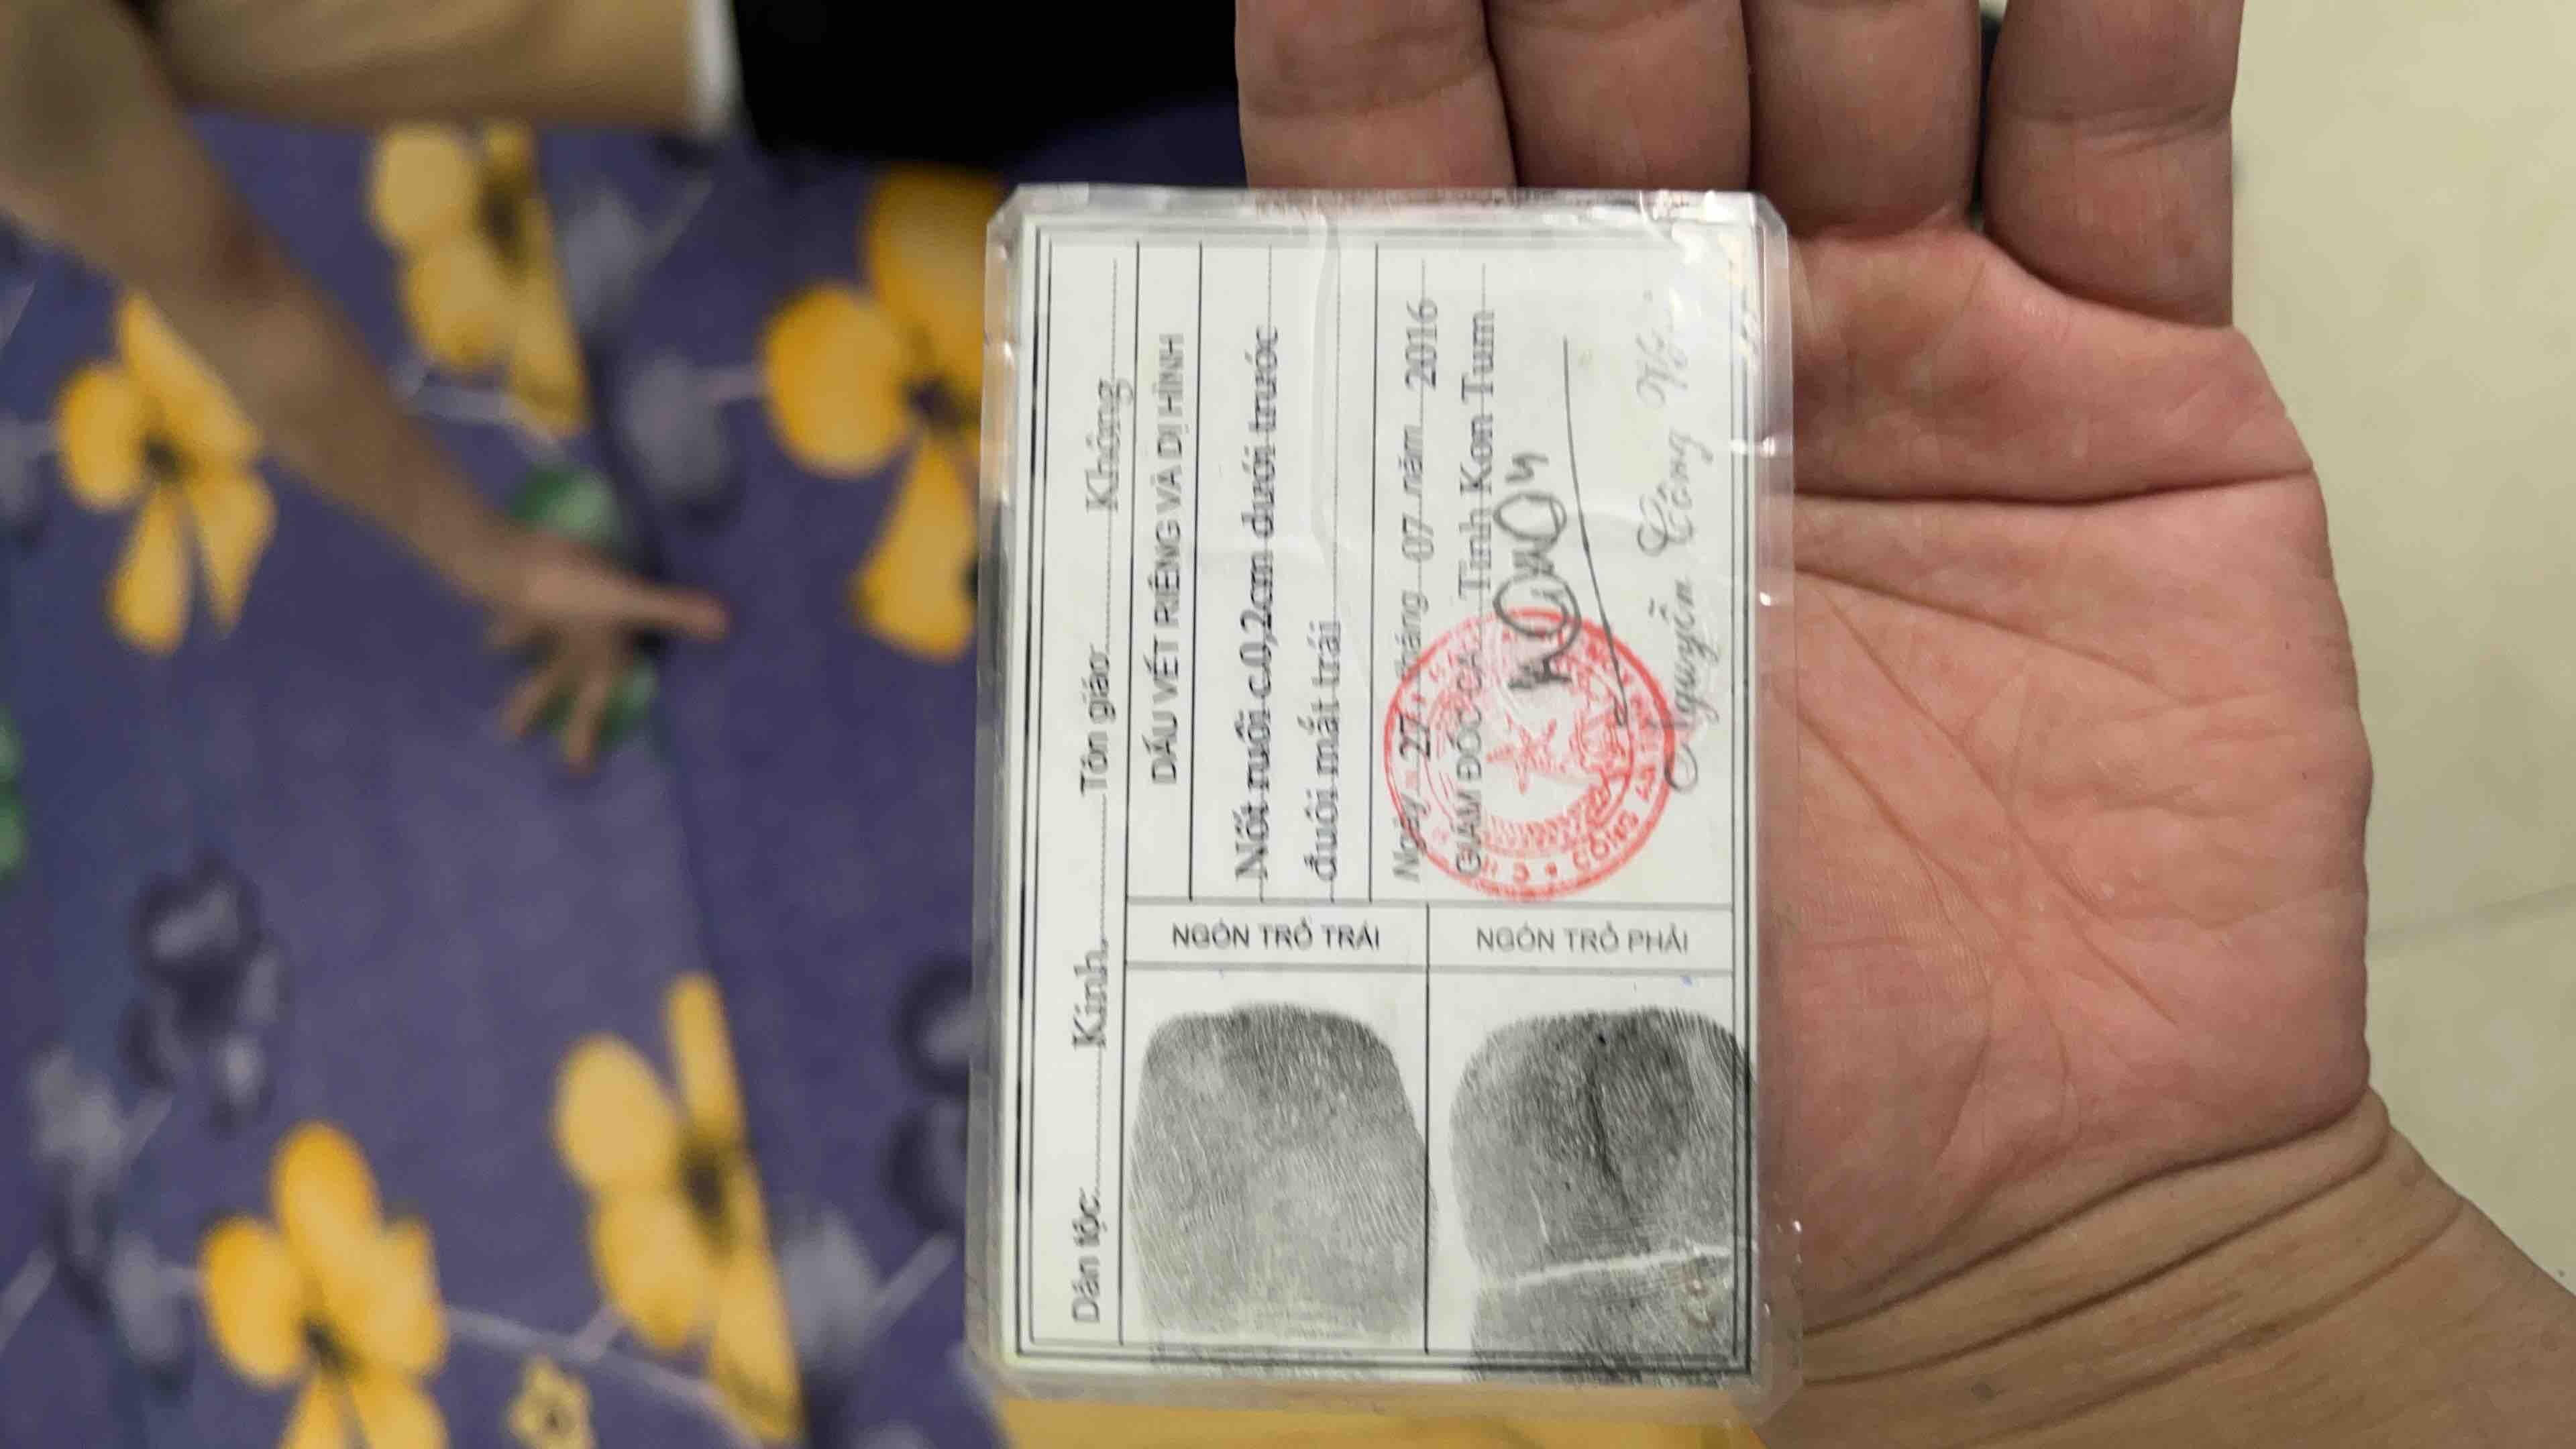 Dân tộc: Kinh Tôn giáo: Không
DẤU VẾT RIÊNG VÀ DỊ HÌNH
Nốt ruồi c.0,2cm dưới trước
đuôi mắt trái
Ngày 27 tháng 07 năm 2016
GIÁM ĐỐC CA Tỉnh Kon Tum
Nguyễn Công
NGÓN TRỎ TRÁI
NGÓN TRỎ PHẢI